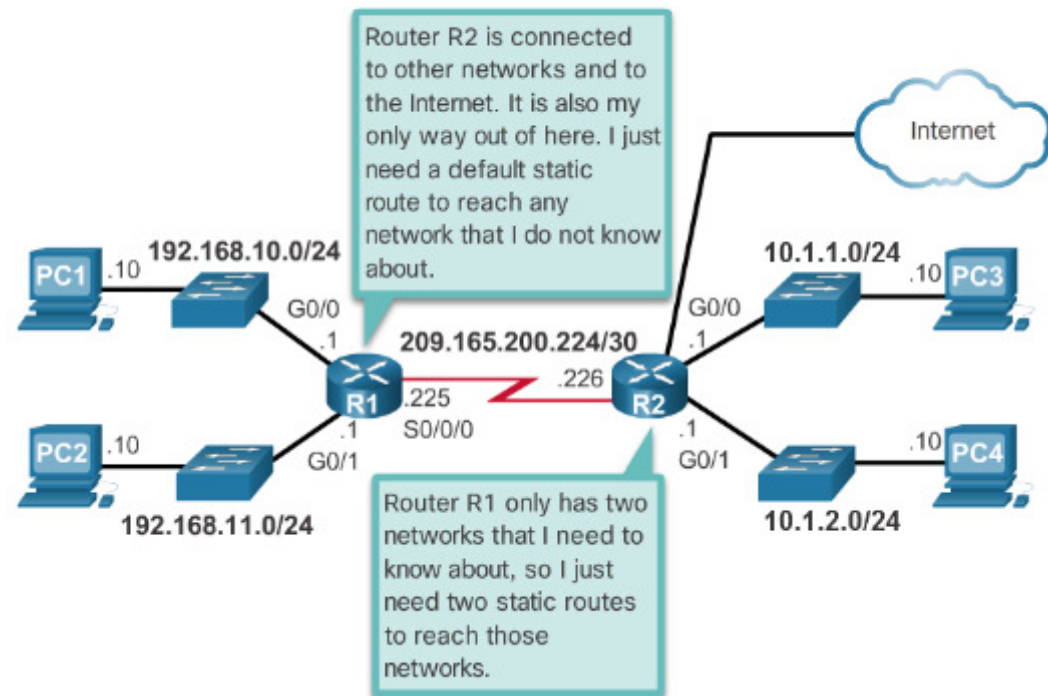 Router R2 is connected
to other networks and to
the Internet. It is also my
only way out of here. I just
need a default static
route to reach any
network that I do not know
about.
Internet
192.168.10.0/24
10.1.1.0/24
PC1
.10
.10
PC3
G0/0
G0/0
.1
209.165.200.224/30
.1
R1
.225
.226
R2
S0/0/0
PC2
.10
.1
G0/1
.1
G0/1
.10
PC4
192.168.11.0/24
10.1.2.0/24
Router R1 only has two
networks that I need to
know about, so I just
need two static routes
to reach those
networks.